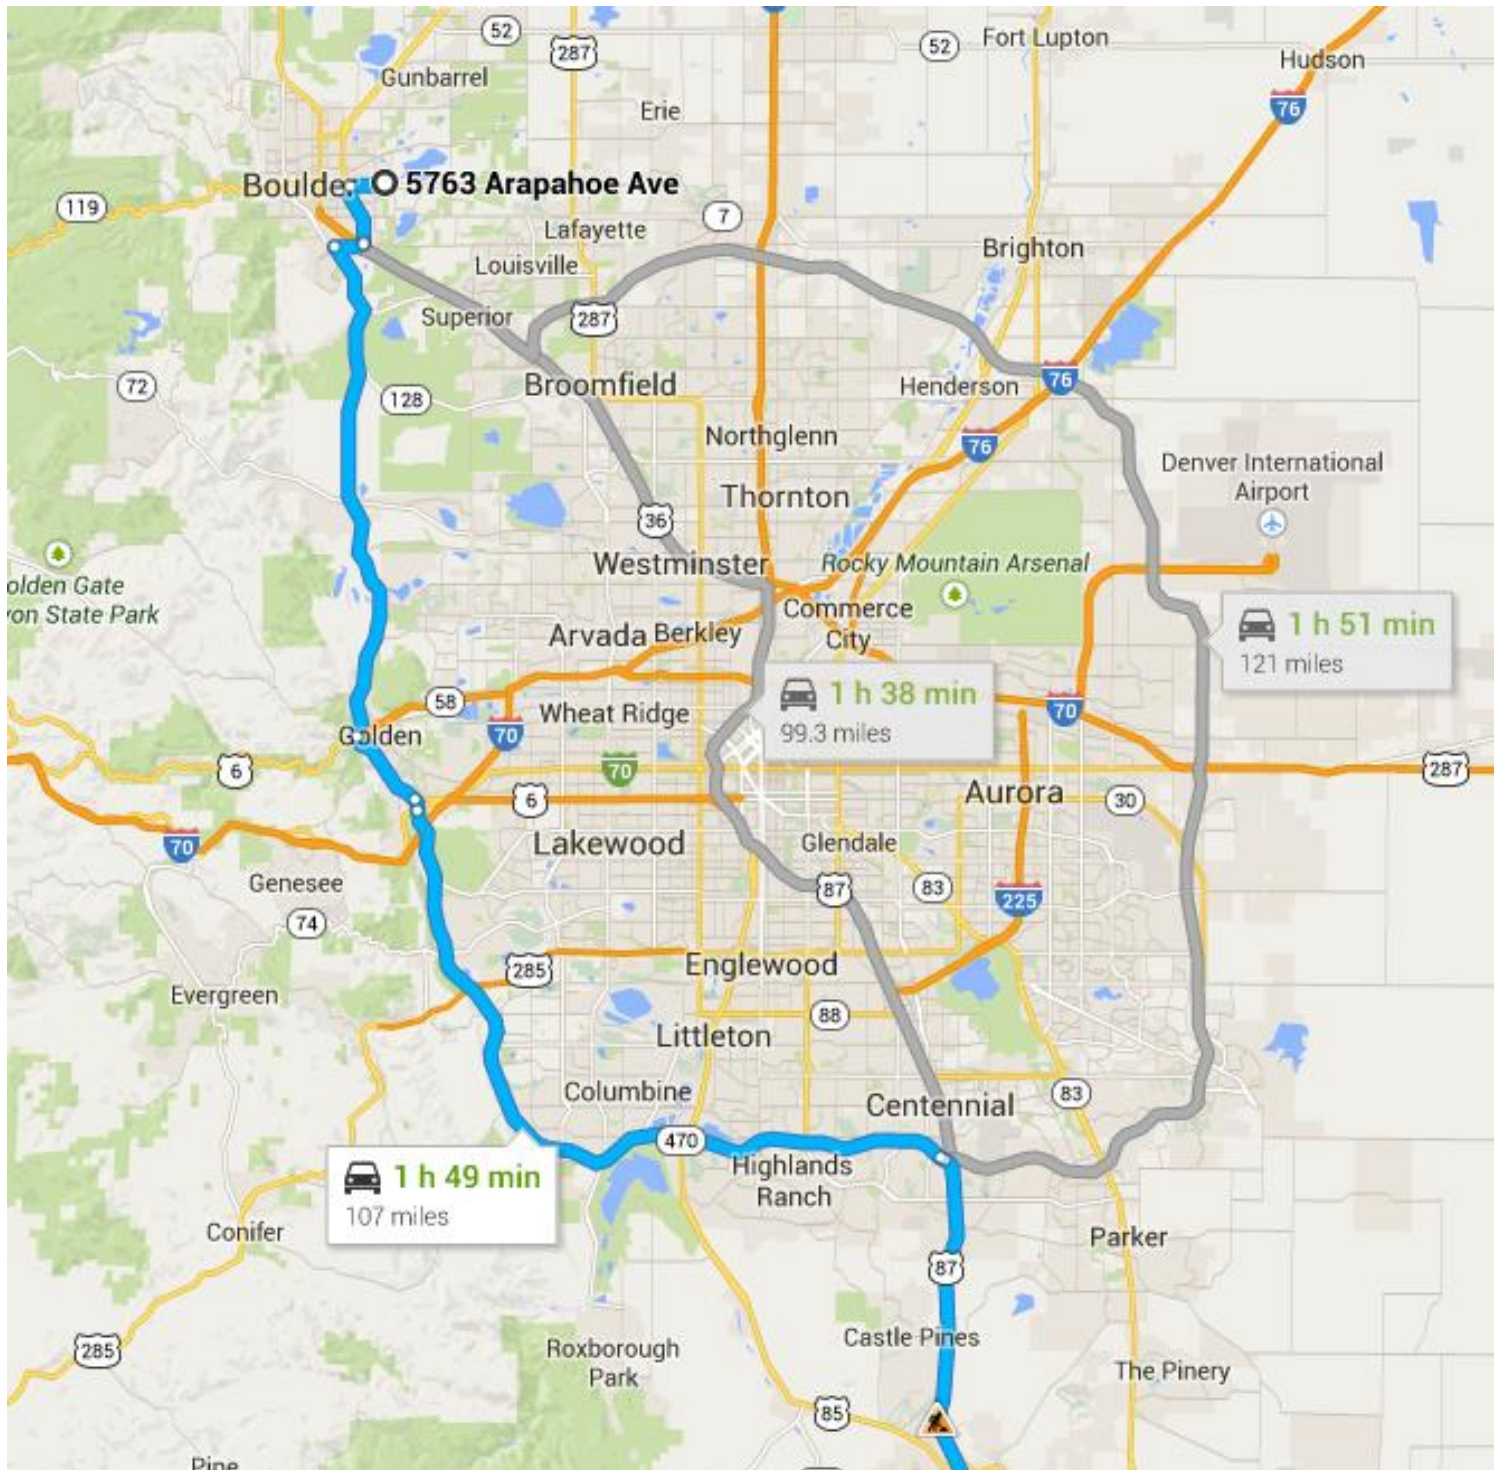 52
287
Gunbarrel
Erie
52
Fort Lupton
Hudson
76
Boulder
5763 Arapahoe Ave
119
Lafayette
7
Louisville
Brighton
Superior
287
72
128
Broomfield
Henderson
76
Northglenn
76
Denver International
Airport
Thornton
36
Westminster
Rocky Mountain Arsenal
olden Gate
yon State Park
Commerce
City
Arvada
Berkley
1 h 51 min
121 miles
58
Wheat Ridge
1 h 38 min
99.3 miles
70
70
Golden
6
70
287
6
Aurora
30
70
Lakewood
Glendale
Genesee
87
83
225
74
285
Englewood
Evergreen
88
Littleton
Columbine
Centennial
83
470
1 h 49 min
107 miles
Highlands
Ranch
Conifer
Parker
87
285
Roxborough
Park
Castle Pines
The Pinery
85
Pine